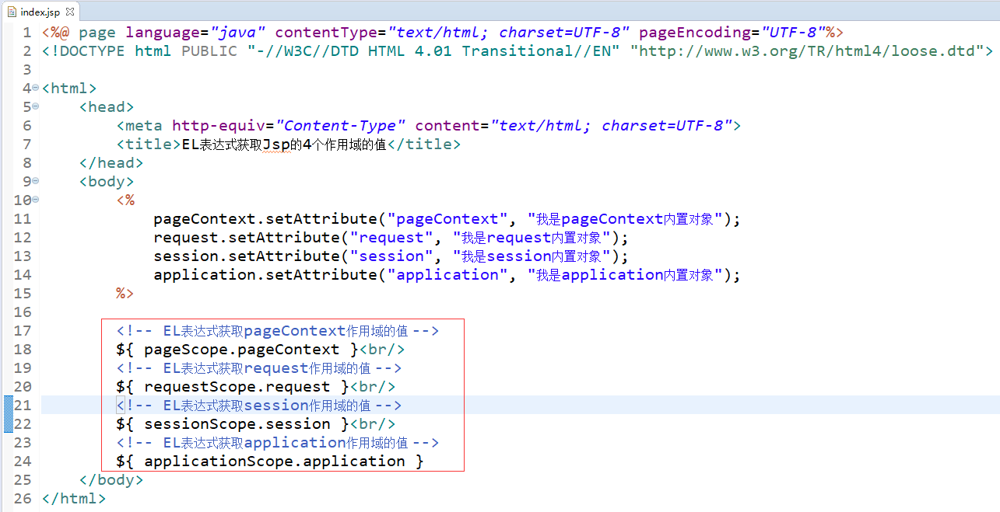 index.jsp
1 <%@ page language="java" contentType="text/html; charset=UTF-8" pageEncoding="UTF-8"%>
2 <!DOCTYPE html PUBLIC "-//W3C//DTD HTML 4.01 Transitional//EN" "http://www.w3.org/TR/html4/loose.dtd">
3
4 <html>
5     <head>
6         <meta http-equiv="Content-Type" content="text/html; charset=UTF-8">
7         <title>EL表达式获取Jsp的4个作用域的值</title>
8     </head>
9     <body>
10         <%
11             pageContext.setAttribute("pageContext", "我是pageContext内置对象");
12             request.setAttribute("request", "我是request内置对象");
13             session.setAttribute("session", "我是session内置对象");
14             application.setAttribute("application", "我是application内置对象");
15         %>
16
17         <!-- EL表达式获取pageContext作用域的值 -->
18         ${ pageScope.pageContext }<br/>
19         <!-- EL表达式获取request作用域的值 -->
20         ${ requestScope.request }<br/>
21         <!-- EL表达式获取session作用域的值 -->
22         ${ sessionScope.session }<br/>
23         <!-- EL表达式获取application作用域的值 -->
24         ${ applicationScope.application }
25     </body>
26 </html>